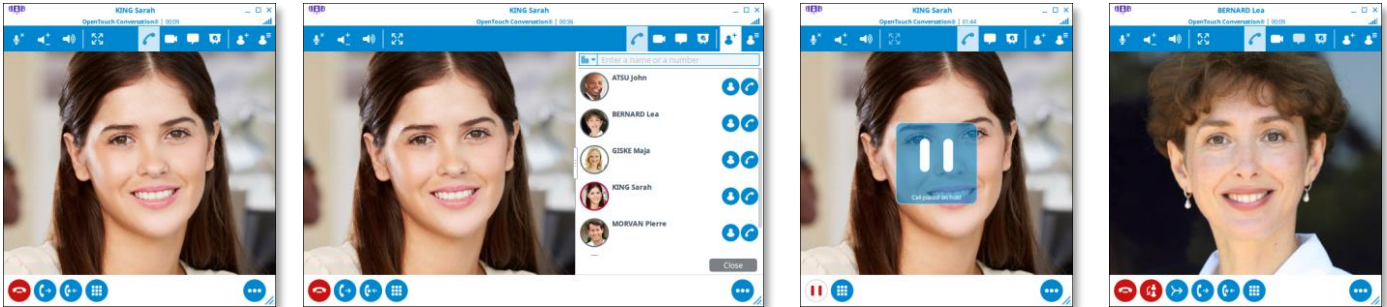 KING Sarah
OpenTouch Conversation® | 00:09
KING Sarah
OpenTouch Conversation® | 00:36
Enter a name or a number
ATSU John
BERNARD Lea
GISKE Maja
KING Sarah
MORVAN Pierre
Close
KING Sarah
OpenTouch Conversation® | 01:44
Call placed on hold
BERNARD Lea
OpenTouch Conversation® | 00:05